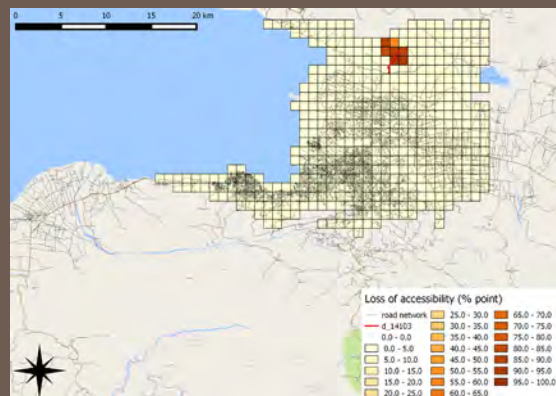 0 5 10 15 20 km
Loss of accessibility (% point)
road network
d_14103
0.0 - 0.0
0.0 - 5.0
5.0 - 10.0
10.0 - 15.0
15.0 - 20.0
20.0 - 25.0
25.0 - 30.0
30.0 - 35.0
35.0 - 40.0
40.0 - 45.0
45.0 - 50.0
50.0 - 55.0
55.0 - 60.0
60.0 - 65.0
65.0 - 70.0
70.0 - 75.0
75.0 - 80.0
80.0 - 85.0
85.0 - 90.0
90.0 - 95.0
95.0 - 100.0